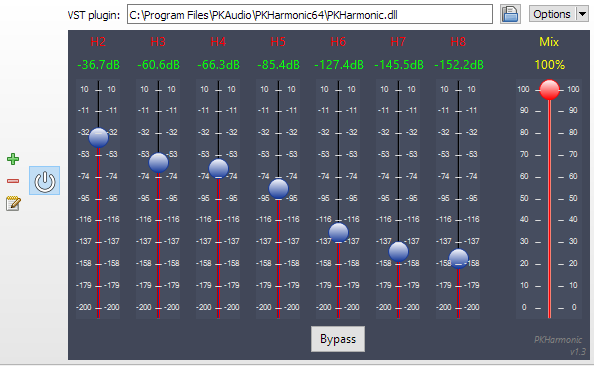 VST plugin: C:\Program Files\PKAudio\PKHarmonic64\PKHarmonic.dll Options
H2 H3 H4 H5 H6 H7 H8 Mix
-36.7dB -60.6dB -66.3dB -85.4dB -127.4dB -145.5dB -152.2dB 100%
10 10 10 10 10 10 10 10 10 10 10 10 10 10 100 100
-11 -11 -11 -11 -11 -11 -11 -11 -11 -11 -11 -11 -11 -11 90 90
-32 -32 -32 -32 -32 -32 -32 -32 -32 -32 -32 -32 -32 -32 80 80
-53 -53 -53 -53 -53 -53 -53 -53 -53 -53 -53 -53 -53 -53 70 70
-74 -74 -74 -74 -74 -74 -74 -74 -74 -74 -74 -74 -74 -74 60 60
-95 -95 -95 -95 -95 -95 -95 -95 -95 -95 -95 -95 -95 -95 50 50
-116 -116 -116 -116 -116 -116 -116 -116 -116 -116 -116 -116 -116 -116 40 40
-137 -137 -137 -137 -137 -137 -137 -137 -137 -137 -137 -137 -137 -137 30 30
-158 -158 -158 -158 -158 -158 -158 -158 -158 -158 -158 -158 -158 -158 20 20
-179 -179 -179 -179 -179 -179 -179 -179 -179 -179 -179 -179 -179 -179 10 10
-200 -200 -200 -200 -200 -200 -200 -200 -200 -200 -200 -200 -200 -200 0 0
Bypass
PKHarmonic
v1.3